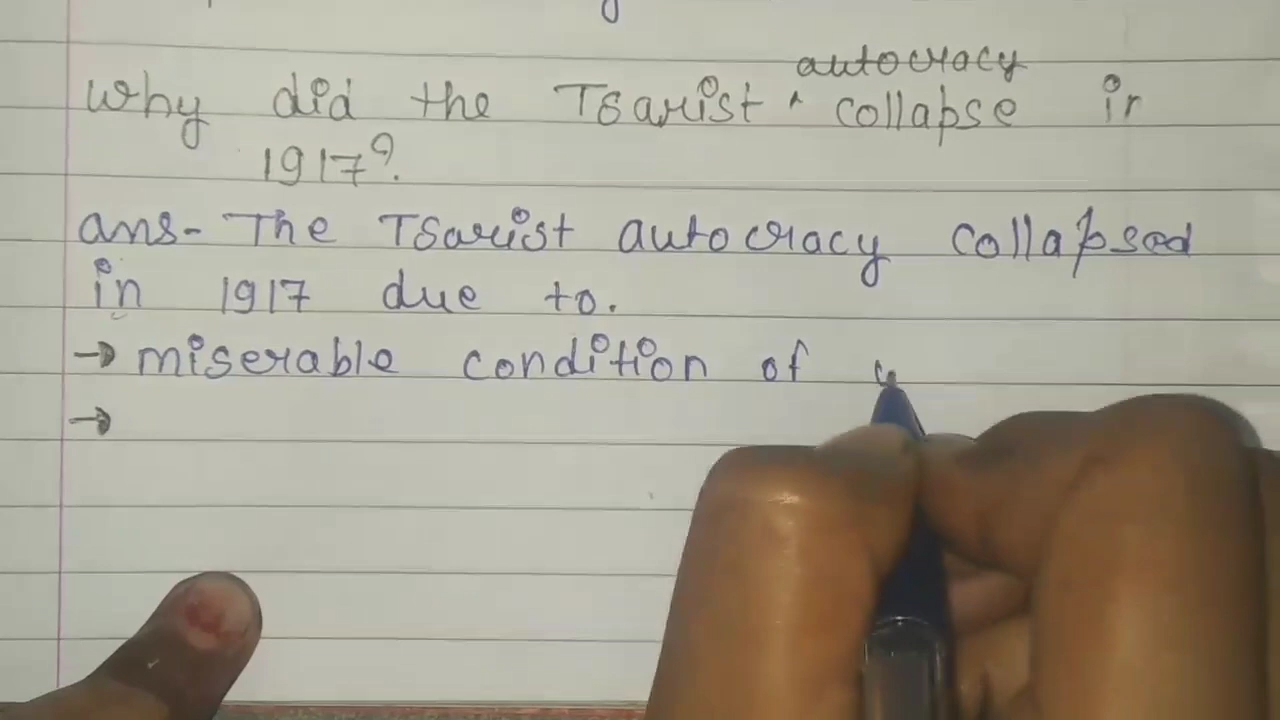 autocracy
Why did the Tsarist ^ collapse in
1917?
ans- The Tsarist autocracy collapsed
in 1917 due to.
→ miserable condition of
→